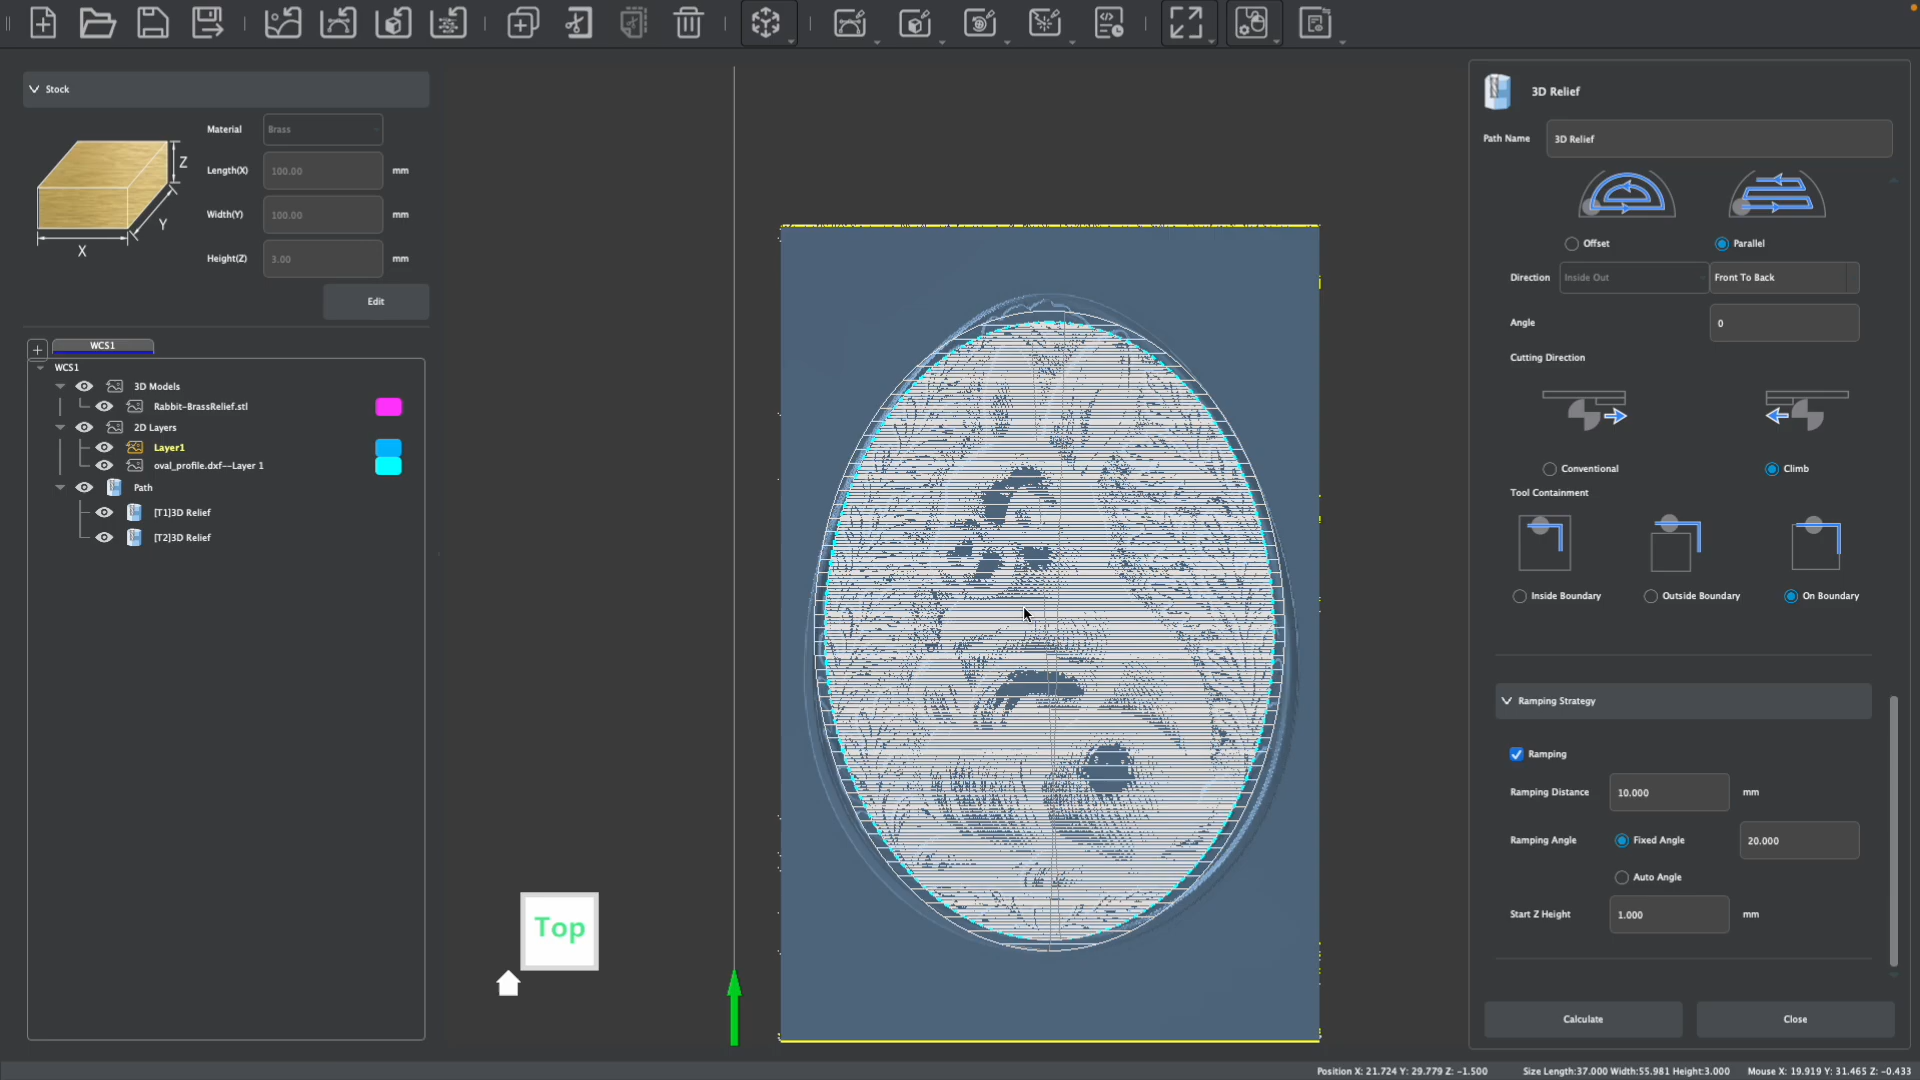 Stock
Material Brass
Length(X) 100.00 mm
Width(Y) 100.00 mm
Height(Z) 3.00 mm
X Y Z
Edit
+ WCS1
WCS1
3D Models
Rabbit-BrassRelief.stl
2D Layers
Layer1
oval_profile.dxf--Layer 1
Path
[T1]3D Relief
[T2]3D Relief
Top
3D Relief
Path Name 3D Relief
Offset Parallel
Direction Inside Out Front To Back
Angle 0
Cutting Direction
Conventional Climb
Tool Containment
Inside Boundary Outside Boundary On Boundary
Ramping Strategy
Ramping
Ramping Distance 10.000 mm
Ramping Angle Fixed Angle 20.000
Auto Angle
Start Z Height 1.000 mm
Calculate Close
Position X: 21.724 Y: 29.779 Z: -1.500 Size Length:37.000 Width:55.981 Height:3.000 Mouse X: 19.919 Y: 31.465 Z: -0.433